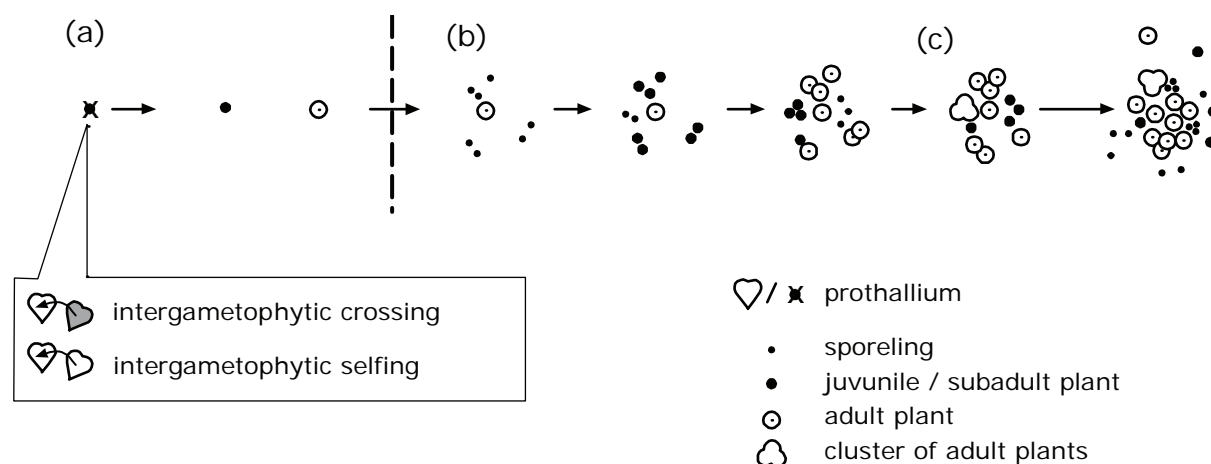 (a)
(b)
(c)
intergametophytic crossing
intergametophytic selfing
/ prothallium
sporeling
juvunile / subadult plant
adult plant
cluster of adult plants